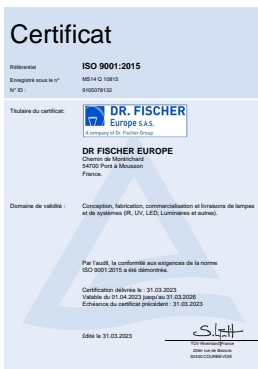 Certificat
Référentiel ISO 9001:2015
Enregistré sous le n° MS14 Q 10815
N° ID : 9105078132
Titulaire du certificat:
DR. FISCHER
Europe S.A.S.
A company of Dr. Fischer Group
DR FISCHER EUROPE
Chemin de Montrichard
54700 Pont à Mousson
France.
Domaine de validité : Conception, fabrication, commercialisation et livraisons de lampes
et de systèmes (IR, UV, LED, Luminaires et autres).
Par l'audit, la conformité aux exigences de la norme
ISO 9001:2015 a été démontrée.
Certification délivrée le : 31.03.2023
Valable du 01.04.2023 jusqu'au 31.03.2026
Echéance du certificat précédent : 31.03.2023
Édité le 31.03.2023
TÜV Rheinland France
92400 COURBEVOIE